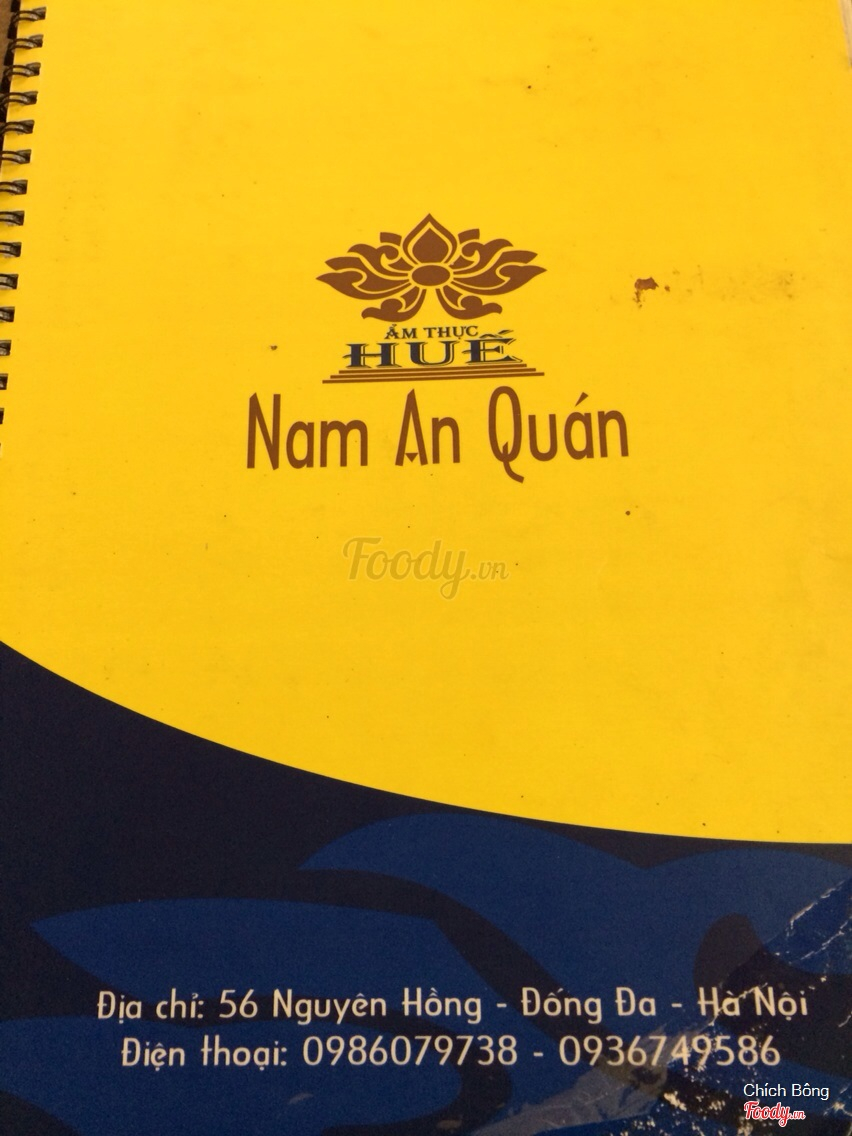 ẨM THỰC
HUẾ
Nam An Quán
Foody.vn
Địa chỉ: 56 Nguyên Hồng - Đống Đa - Hà Nội
Điện thoại: 0986079738 - 0936749586
Chích Bông
Foody.vn